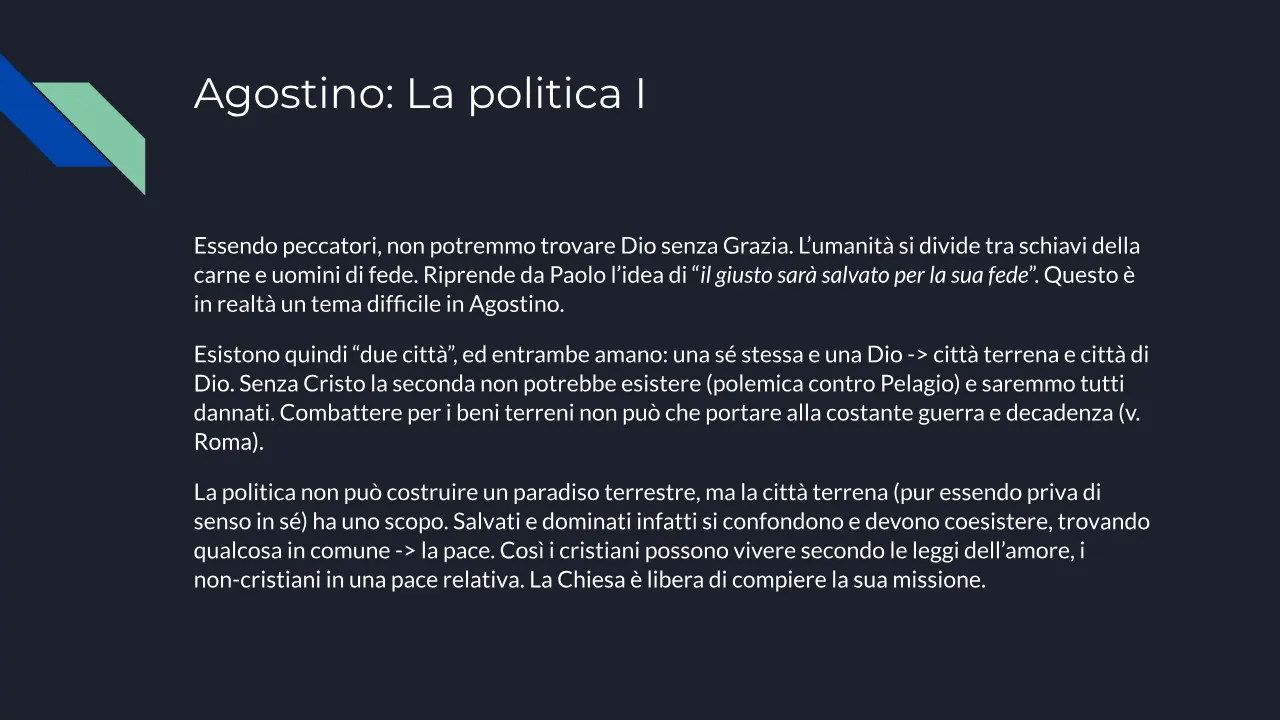 Agostino: La politica I
Essendo peccatori, non potremmo trovare Dio senza Grazia. L’umanità si divide tra schiavi della
carne e uomini di fede. Riprende da Paolo l’idea di “il giusto sarà salvato per la sua fede”. Questo è
in realtà un tema difficile in Agostino.
Esistono quindi “due città”, ed entrambe amano: una sé stessa e una Dio -> città terrena e città di
Dio. Senza Cristo la seconda non potrebbe esistere (polemica contro Pelagio) e saremmo tutti
dannati. Combattere per i beni terreni non può che portare alla costante guerra e decadenza (v.
Roma).
La politica non può costruire un paradiso terrestre, ma la città terrena (pur essendo priva di
senso in sé) ha uno scopo. Salvati e dominati infatti si confondono e devono coesistere, trovando
qualcosa in comune -> la pace. Così i cristiani possono vivere secondo le leggi dell’amore, i
non-cristiani in una pace relativa. La Chiesa è libera di compiere la sua missione.